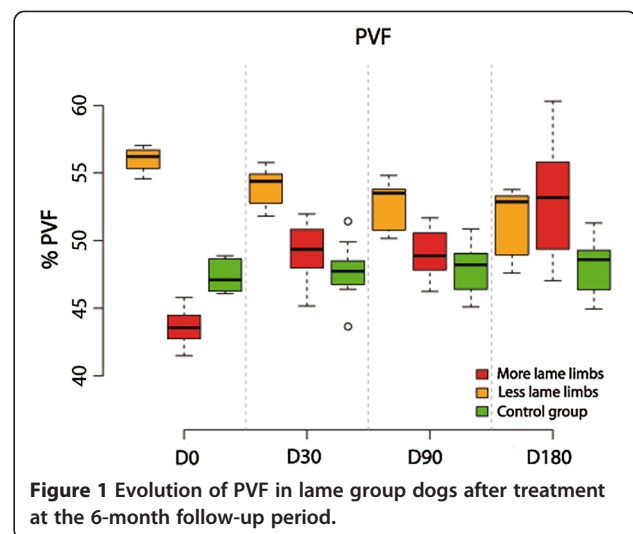 PVF
% PVF
60
55
50
45
40
More lame limbs
Less lame limbs
Control group
D0 D30 D90 D180
Figure 1 Evolution of PVF in lame group dogs after treatment
at the 6-month follow-up period.